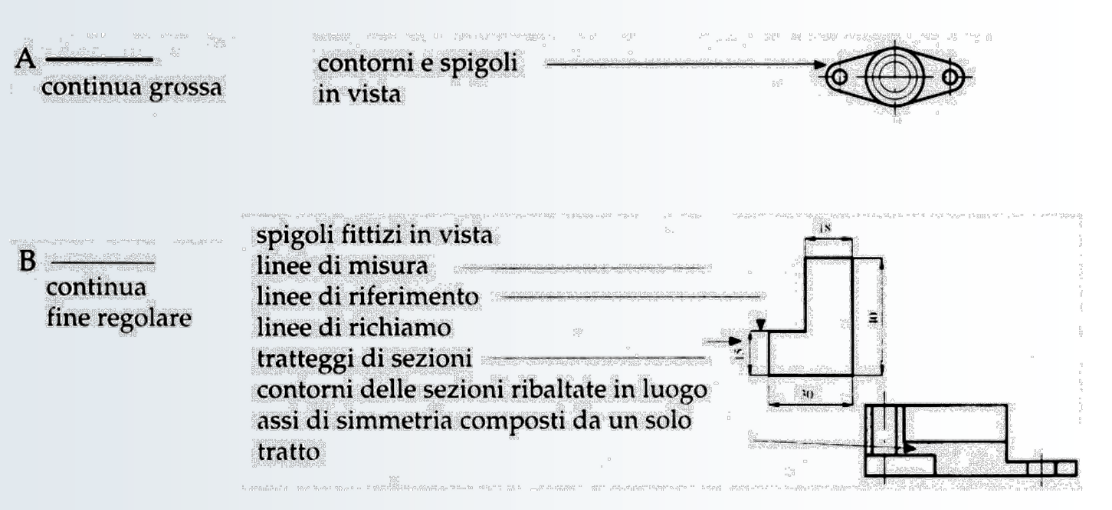 A
continua grossa
contorni e spigoli
in vista
B
continua
fine regolare
spigoli fittizi in vista
linee di misura
linee di riferimento
linee di richiamo
tratteggi di sezioni
contorni delle sezioni ribaltate in luogo
assi di simmetria composti da un solo
tratto
18
30